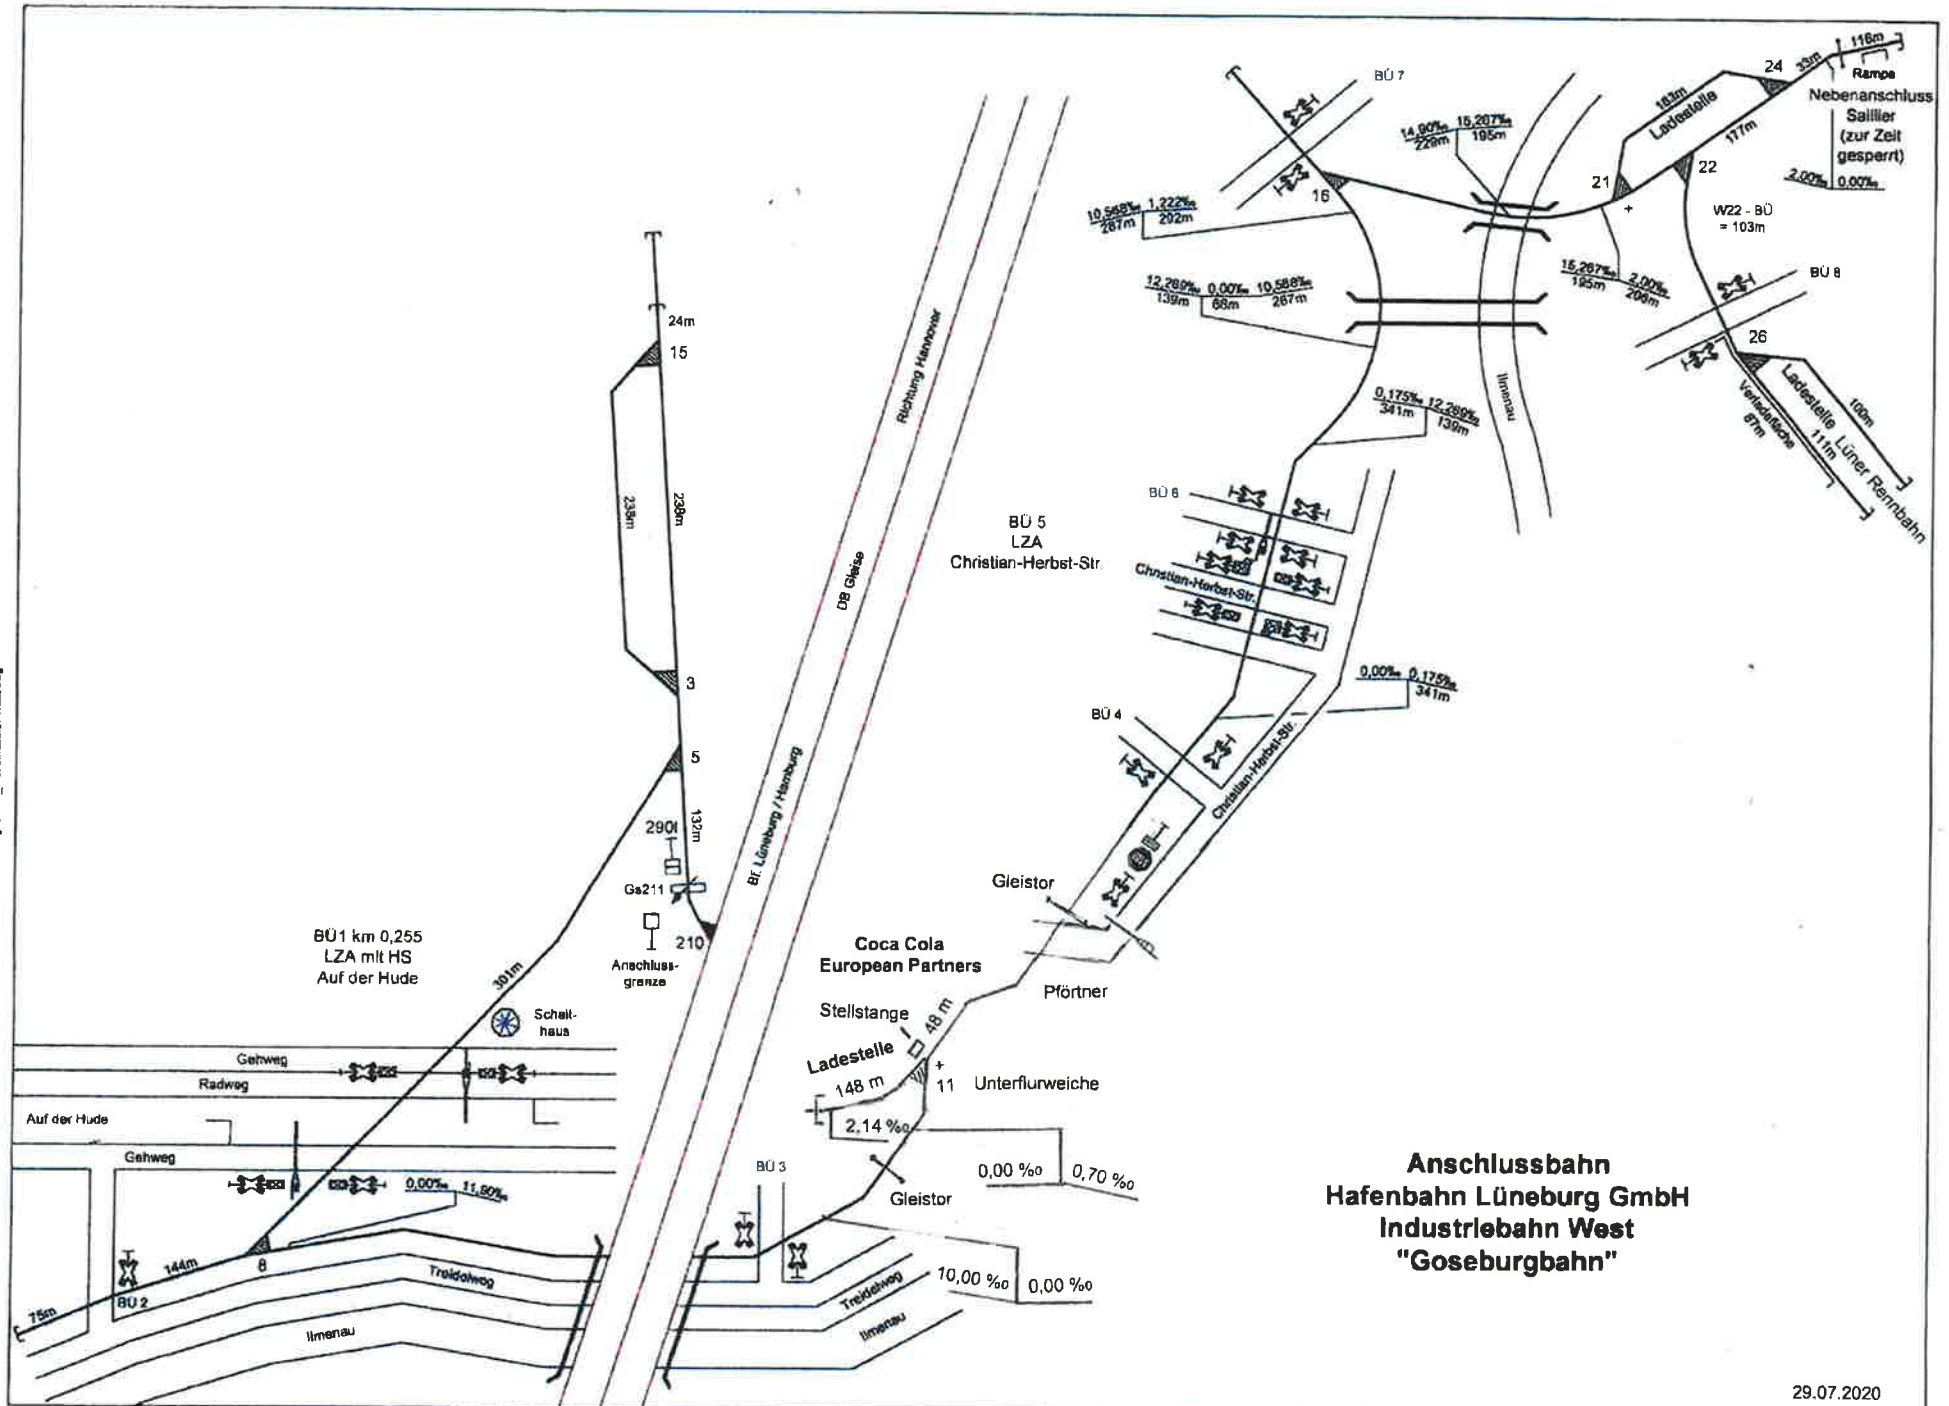 BÜ 7
24
33m
116m
Rampe
Nebenanschluss
Saillier
(zur Zeit
gesperrt)
2,00‰ 0,00‰
183m
Ladestelle
177m
14,90‰ 15,267‰
229m 195m
16
21
22
+
W22 - BÜ
= 103m
10,568‰ 1,222‰
287m 292m
12,269‰ 0,00‰ 10,588‰
139m 68m 267m
15,267‰ 2,00‰
195m 206m
BÜ 8
26
Ladestelle Lüner Rennbahn
100m
111m
Verladefläche
87m
Ilmenau
0,175‰ 12,269‰
341m 139m
24m
15
238m
238m
3
5
132m
290t
Gs211
210
Anschluss-
grenze
Richtung Hannover
DB Gleise
Bf. Lüneburg / Hamburg
BÜ 6
BÜ 5
LZA
Christian-Herbst-Str.
Christian-Herbst-Str.
0,00‰ 0,175‰
341m
BÜ 4
Christian-Herbst-Str.
Gleistor
Pförtner
Coca Cola
European Partners
Stellstange
48 m
Ladestelle
148 m
+
11
Unterflurweiche
2,14 ‰
0,00 ‰ 0,70 ‰
Gleistor
10,00 ‰ 0,00 ‰
BÜ 3
BÜ1 km 0,255
LZA mit HS
Auf der Hude
301m
Schalt-
haus
Gehweg
Radweg
Auf der Hude
Gehweg
0,00‰ 11,90‰
8
144m
BÜ 2
75m
Treidelweg
Ilmenau
Treidelweg
Ilmenau
Anschlussbahn
Hafenbahn Lüneburg GmbH
Industriebahn West
"Goseburgbahn"
29.07.2020